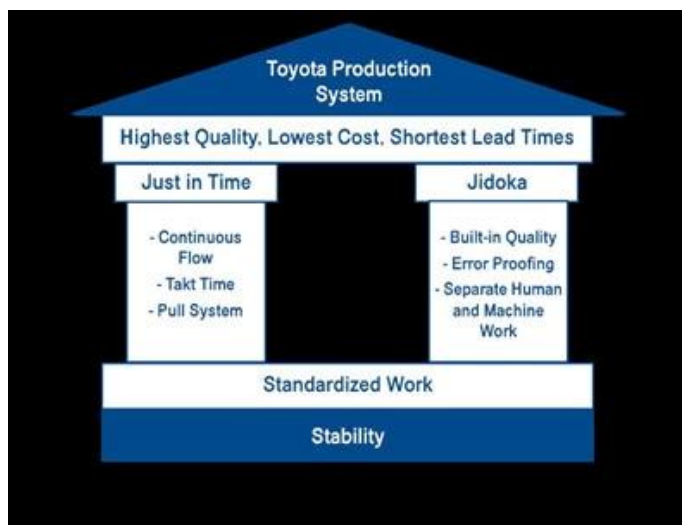 Toyota Production
System
Highest Quality, Lowest Cost, Shortest Lead Times
Just in Time
- Continuous
Flow
- Takt Time
- Pull System
Jidoka
- Built-in Quality
- Error Proofing
- Separate Human
and Machine
Work
Standardized Work
Stability